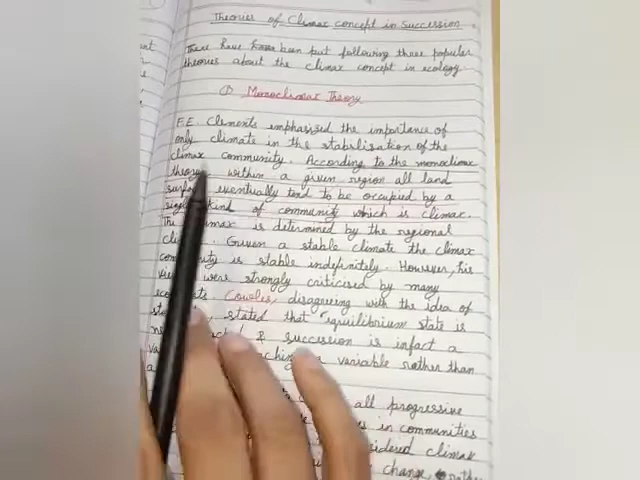 Theories of Climax concept in Succession
There have been put following three popular
theories about the climax concept in ecology
① Monoclimax Theory
F.E. Clements emphasized the importance of
only climate in the stabilisation of the
climax community. According to the monoclimax
theory within a given region all land
eventually tend to be occupied by a
kind of community which is climax.
The is determined by the regional
Given a stable climate the climax
is stable indefinitely. However, his
were strongly criticised by many
Cowles, disagreeing with the idea of
stated that "equilibrium state is
& succession is infact a
variable rather than
all progressive
in communities
climax
change, rather